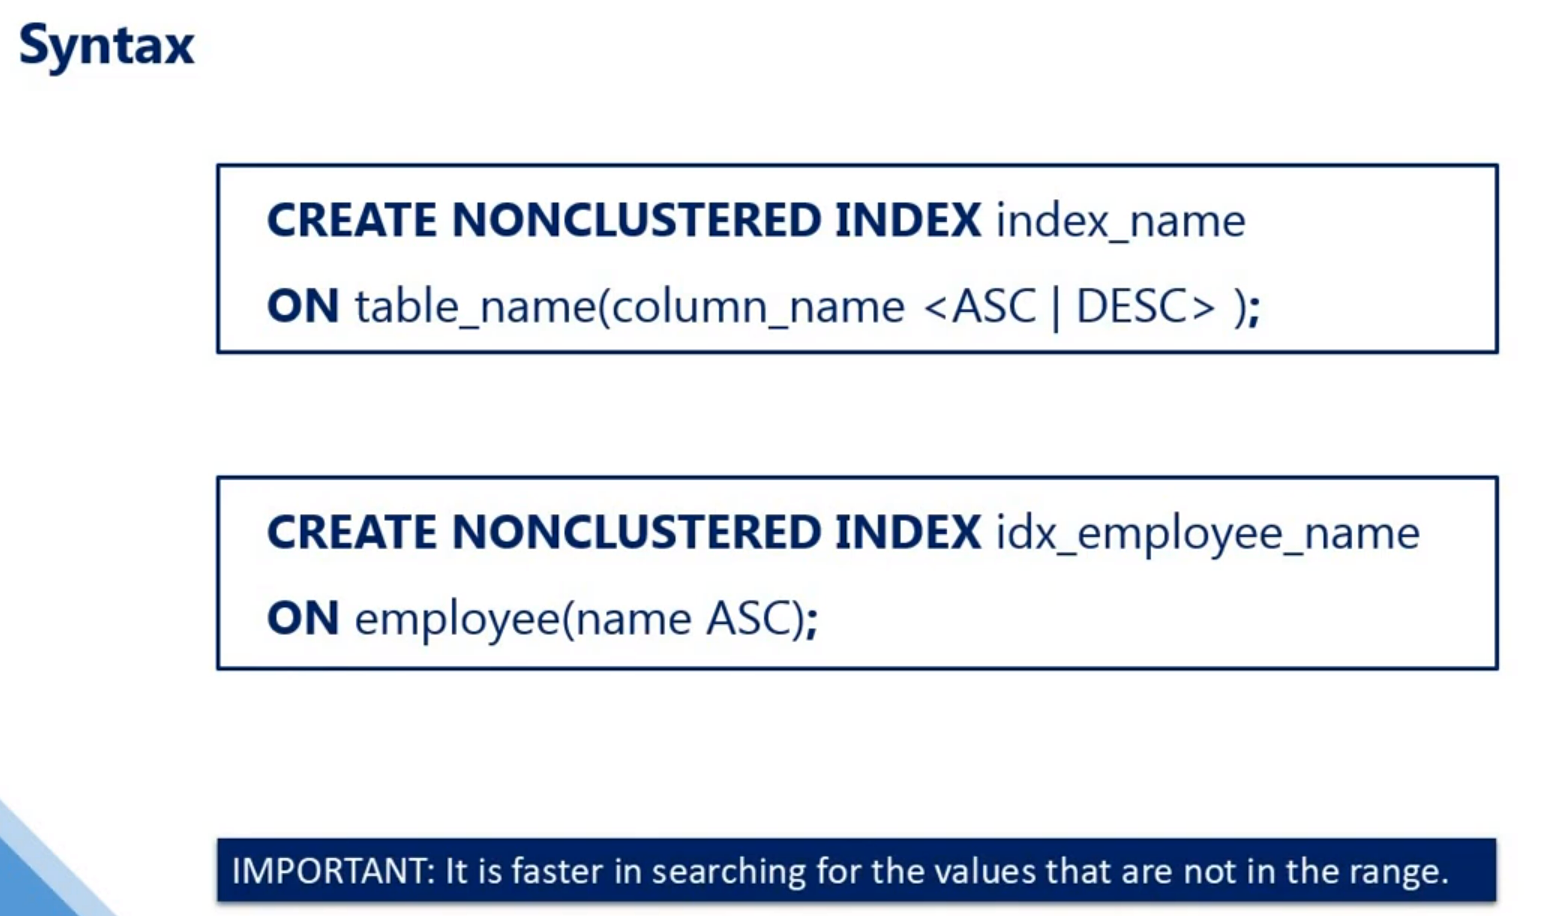 Syntax
CREATE NONCLUSTERED INDEX index_name
ON table_name(column_name <ASC | DESC> );
CREATE NONCLUSTERED INDEX idx_employee_name
ON employee(name ASC);
IMPORTANT: It is faster in searching for the values that are not in the range.